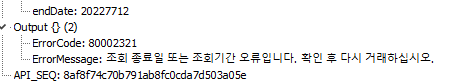 endDate: 20227712
Output {} (2)
ErrorCode: 80002321
ErrorMessage: 조회 종료일 또는 조회기간 오류입니다. 확인 후 다시 거래하십시오.
API_SEQ: 8af8f74c70b791ab8fc0cda7d503a05e